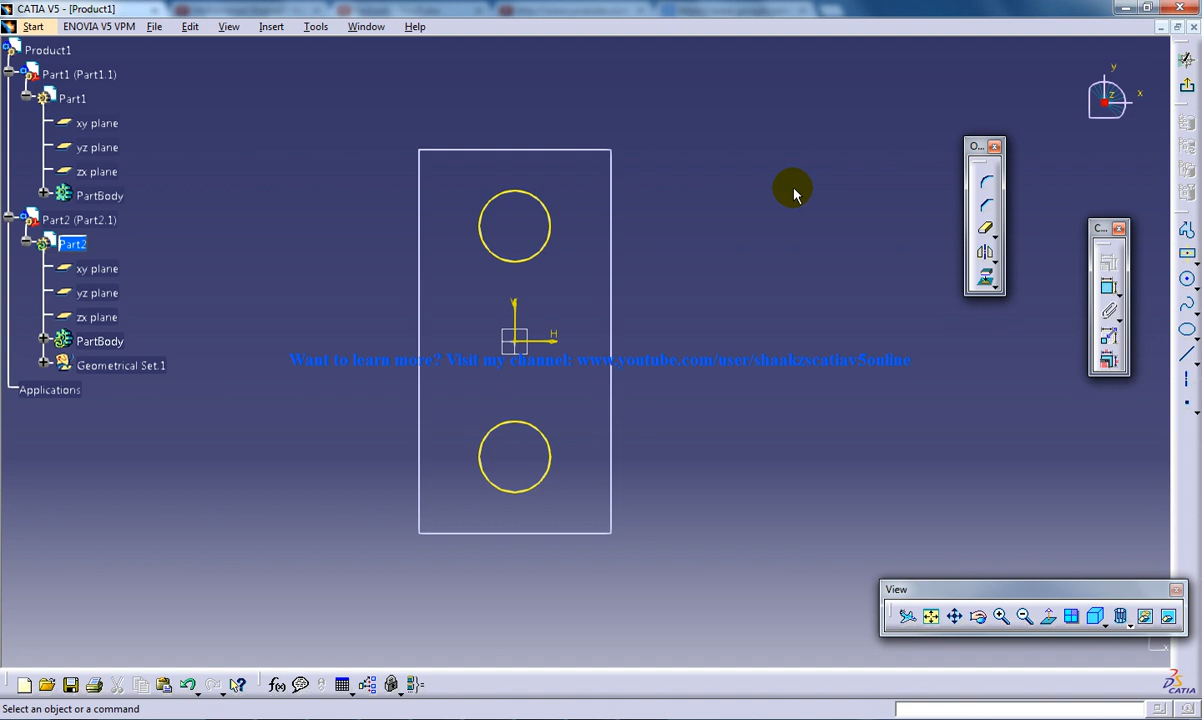 CATIA V5 - [Product1]
Start ENOVIA V5 VPM File Edit View Insert Tools Window Help
Product1
Part1 (Part1.1)
Part1
xy plane
yz plane
zx plane
PartBody
Part2 (Part2.1)
Part2
xy plane
yz plane
zx plane
PartBody
Geometrical Set.1
Applications
y
x
z
O...
C...
V
H
Want to learn more? Visit my channel: www.youtube.com/user/shaakzscatiav5online
View
f(x)
CATIA
Select an object or a command